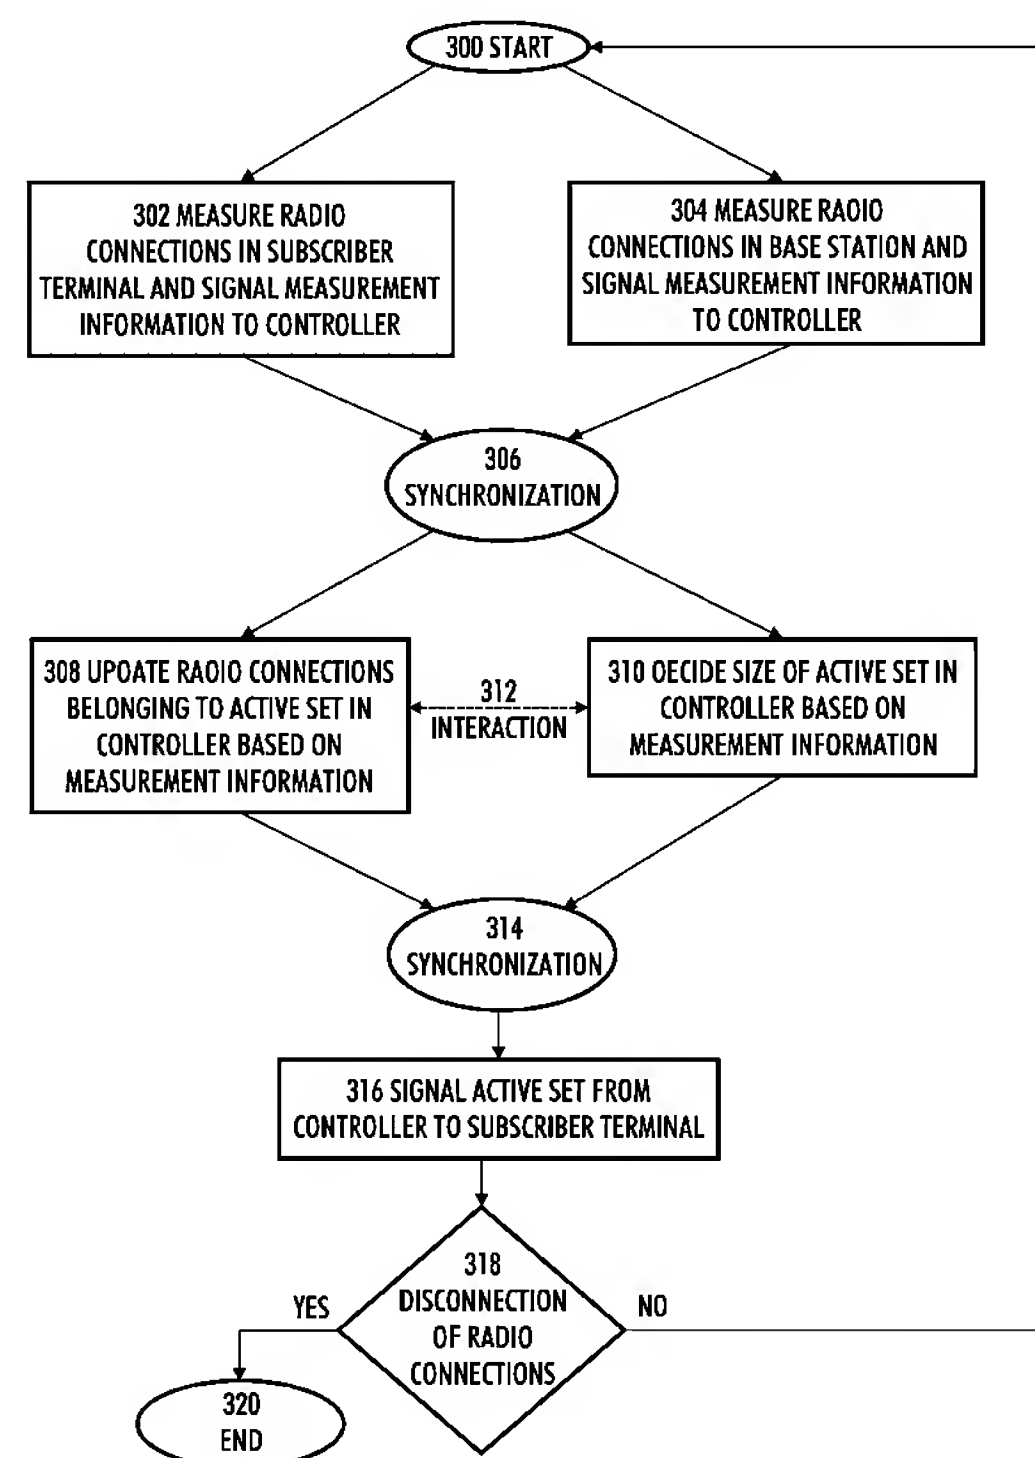 300 START
302 MEASURE RADIO
CONNECTIONS IN SUBSCRIBER
TERMINAL AND SIGNAL MEASUREMENT
INFORMATION TO CONTROLLER
304 MEASURE RAOIO
CONNECTIONS IN BASE STATION AND
SIGNAL MEASUREMENT INFORMATION
TO CONTROLLER
306
SYNCHRONIZATION
308 UPOATE RAOIO CONNECTIONS
BELONGING TO ACTIVE SET IN
CONTROLLER BASED ON
MEASUREMENT INFORMATION
312
INTERACTION
310 OECIDE SIZE OF ACTIVE SET IN
CONTROLLER BASED ON
MEASUREMENT INFORMATION
314
SYNCHRONIZATION
316 SIGNAL ACTIVE SET FROM
CONTROLLER TO SUBSCRIBER TERMINAL
318
DISCONNECTION
OF RADIO
CONNECTIONS
YES
NO
320
END